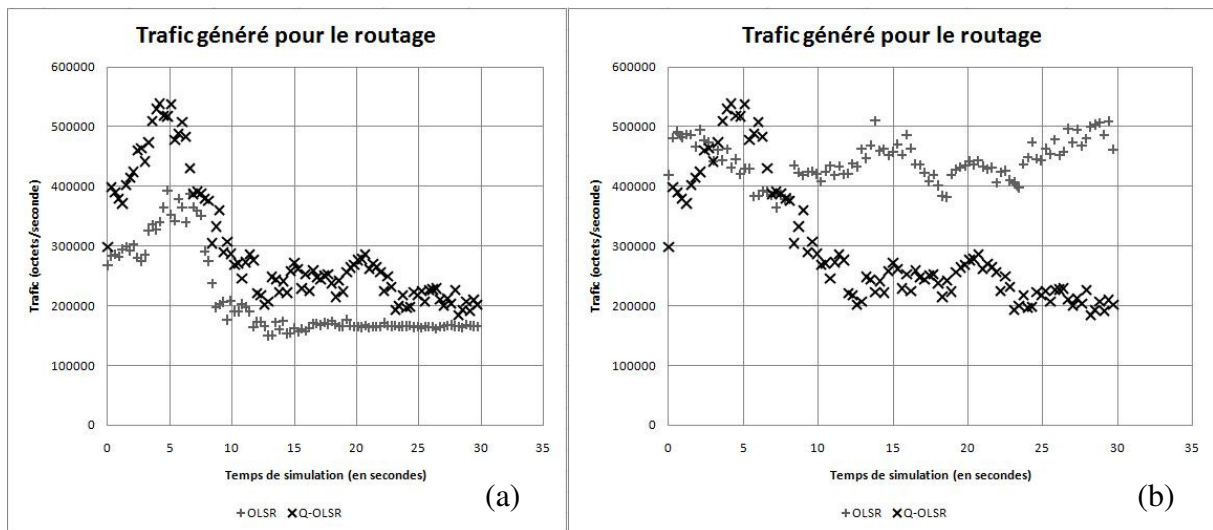 Trafic généré pour le routage
Trafic (octets/seconde)
600000
500000
400000
300000
200000
100000
0
0 5 10 15 20 25 30 35
Temps de simulation (en secondes)
(a)
OLSR Q-OLSR
Trafic généré pour le routage
Trafic (octets/seconde)
600000
500000
400000
300000
200000
100000
0
0 5 10 15 20 25 30 35
Temps de simulation (en secondes)
(b)
OLSR Q-OLSR